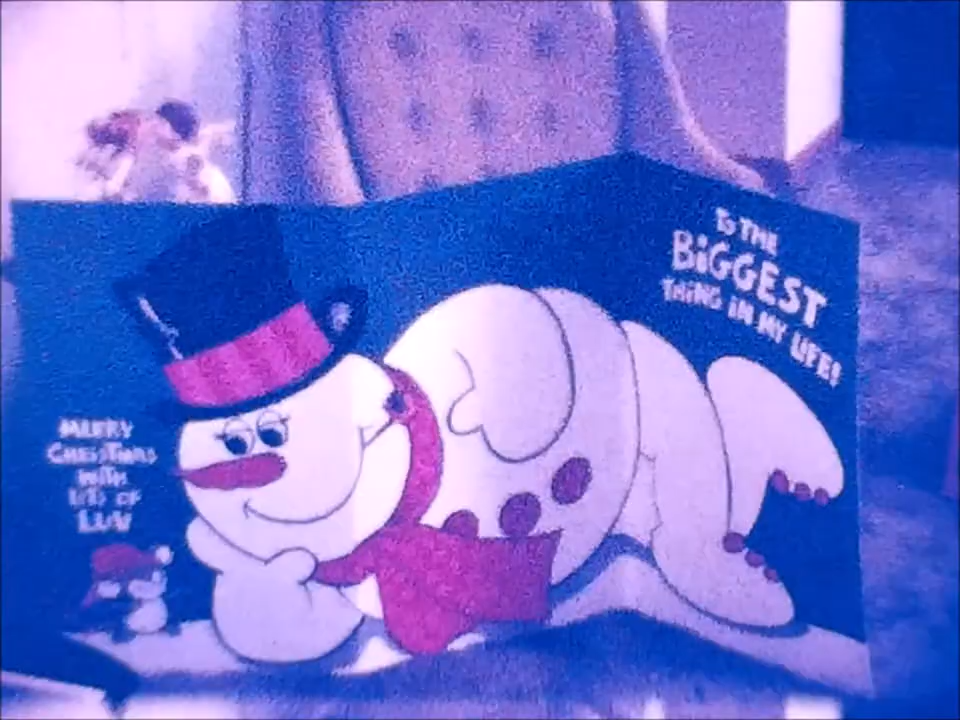 To THE
BiGGEST
THiNG IN MY LIFE!
MERRY
CHRISTMAS
WITH
LOTS OF
LUV